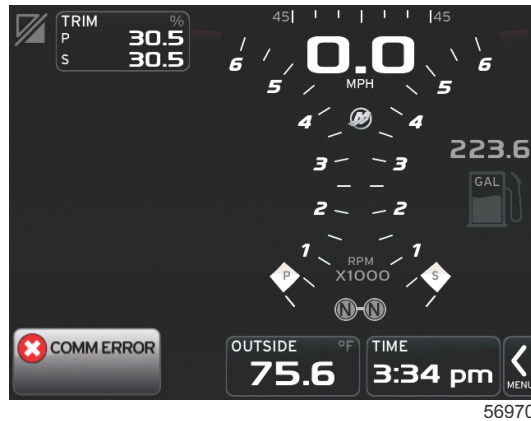 TRIM %
P 30.5
S 30.5
45 45
0.0
MPH
6 6
5 5
4 4
3 3
2 2
1 1
RPM
X1000
P S
N N
223.6
GAL
COMM ERROR
OUTSIDE °F
75.6
TIME
3:34 pm
MENU
56970